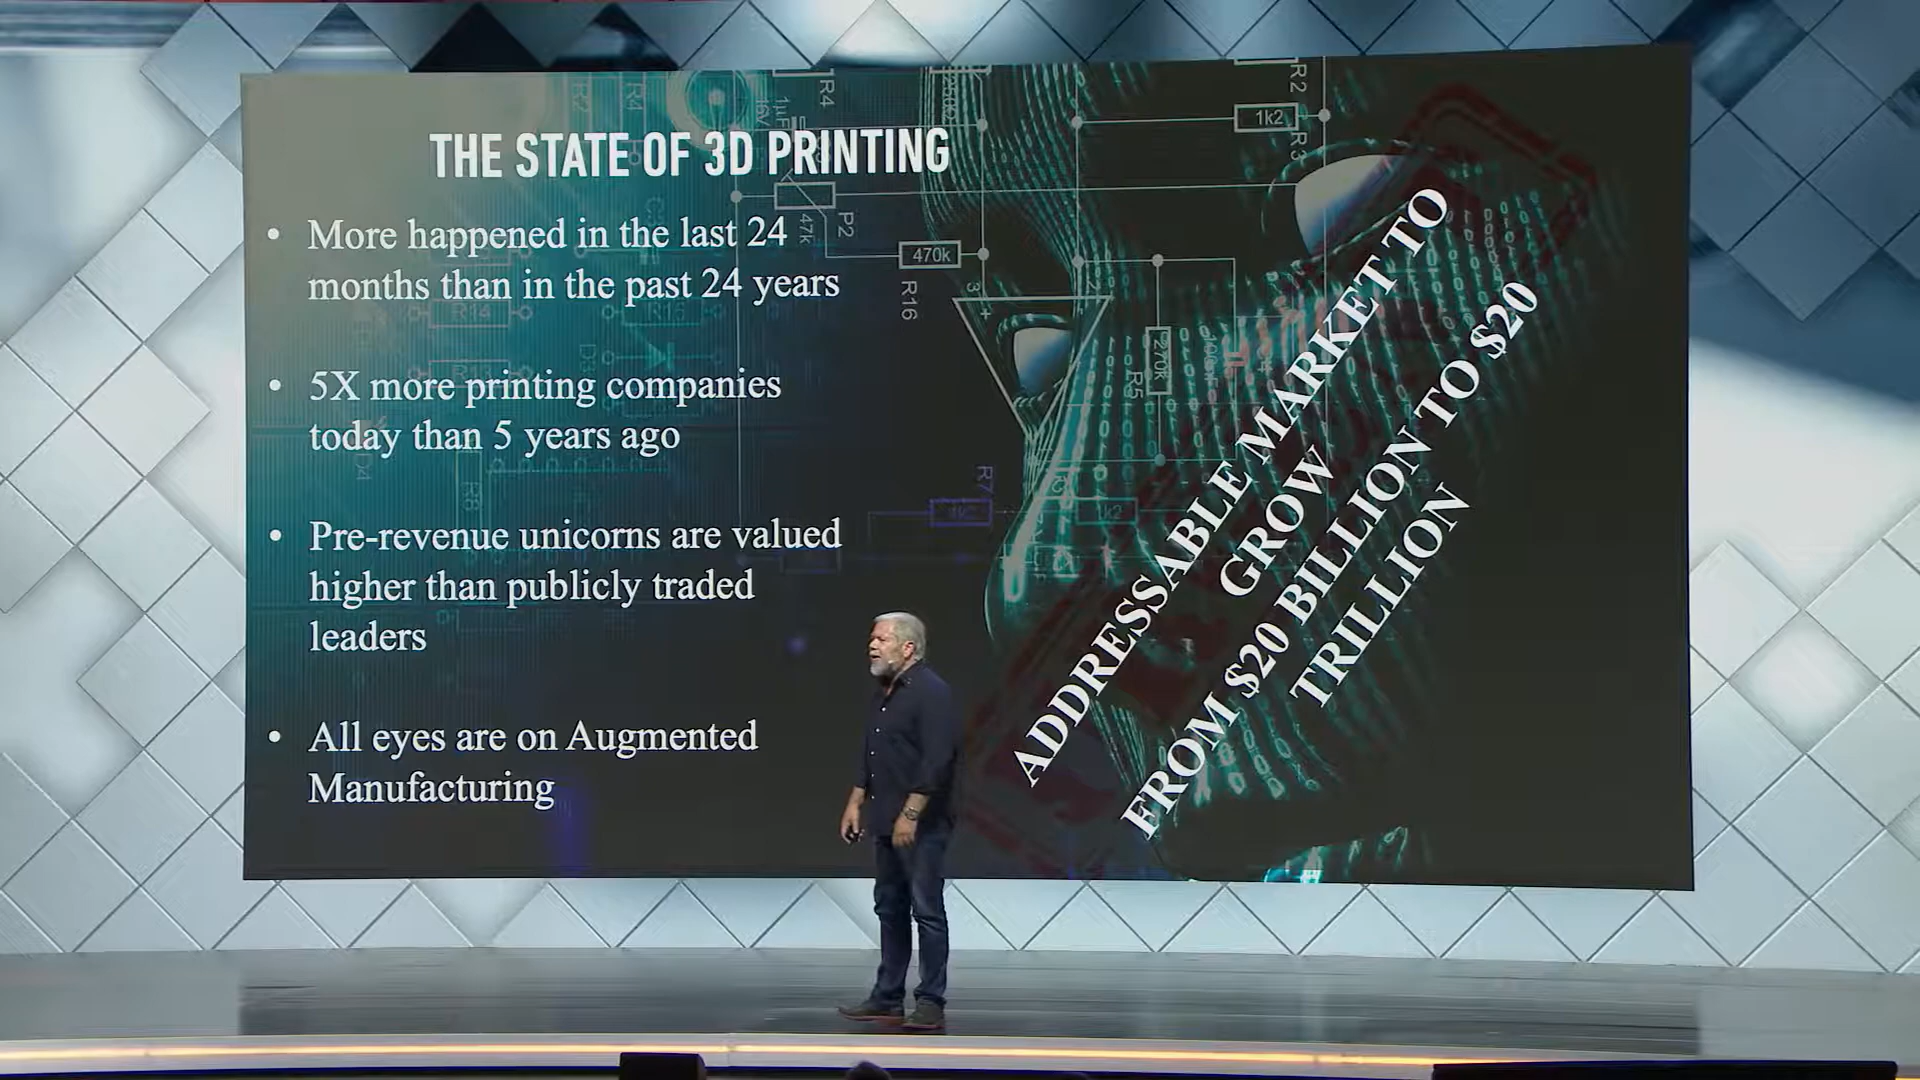 THE STATE OF 3D PRINTING
• More happened in the last 24
months than in the past 24 years
• 5X more printing companies
today than 5 years ago
• Pre-revenue unicorns are valued
higher than publicly traded
leaders
• All eyes are on Augmented
Manufacturing
ADDRESSABLE MARKET TO
GROW
FROM $20 BILLION TO $20
TRILLION
R4
R2
1k2
R3
47k
P2
470k
R16
270k
R5
R7
1k2